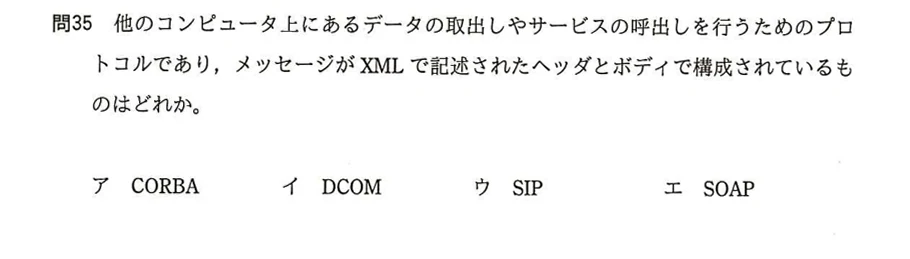 問35 他のコンピュータ上にあるデータの取出しやサービスの呼出しを行うためのプロ
トコルであり，メッセージが XML で記述されたヘッダとボディで構成されているも
のはどれか。
ア CORBA イ DCOM ウ SIP エ SOAP